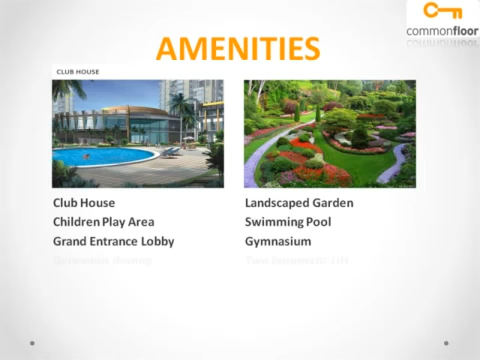 commonfloor
AMENITIES
CLUB HOUSE
Club House
Children Play Area
Grand Entrance Lobby
Landscaped Garden
Swimming Pool
Gymnasium